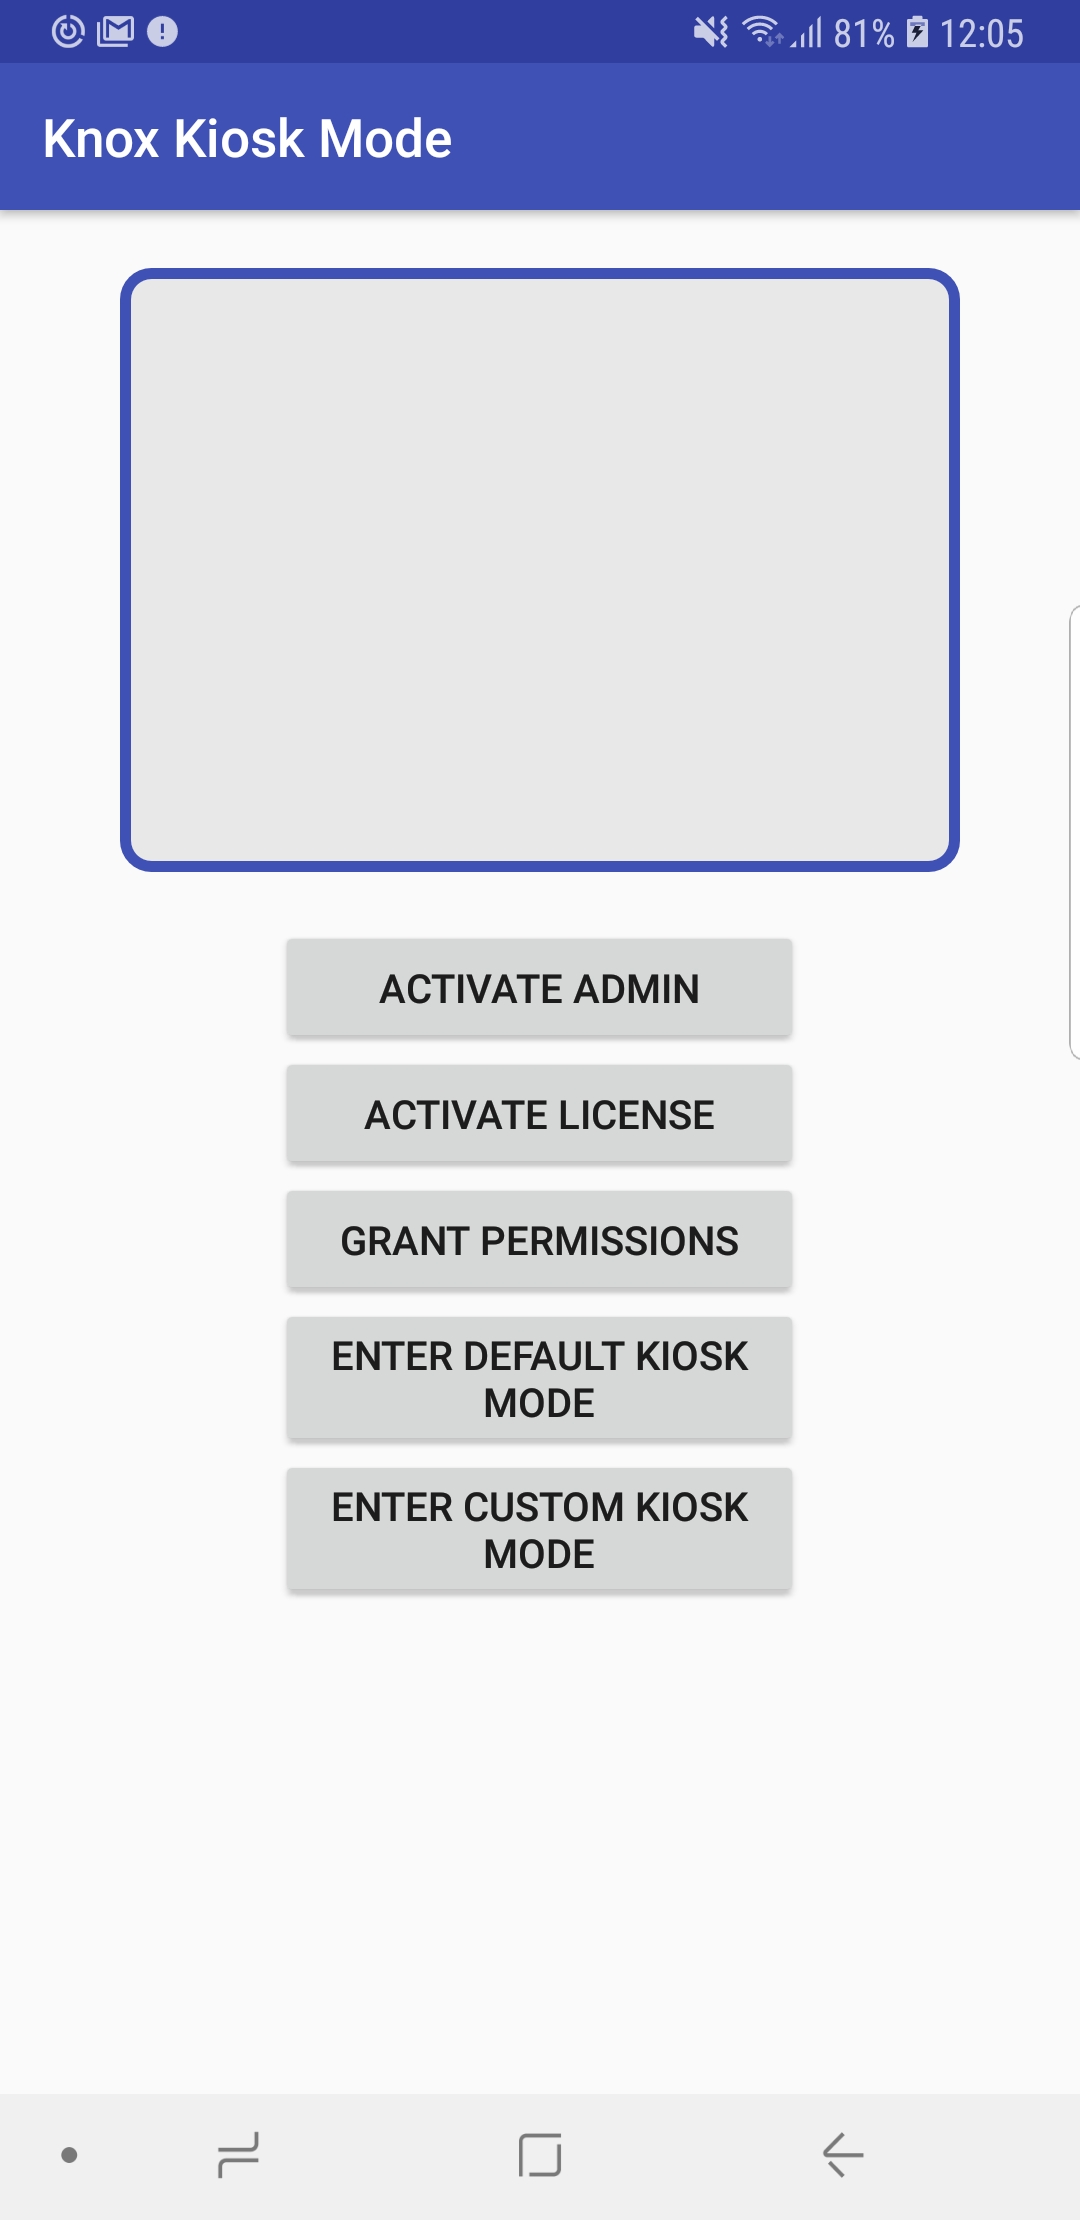 81% 12:05
Knox Kiosk Mode
ACTIVATE ADMIN
ACTIVATE LICENSE
GRANT PERMISSIONS
ENTER DEFAULT KIOSK
MODE
ENTER CUSTOM KIOSK
MODE